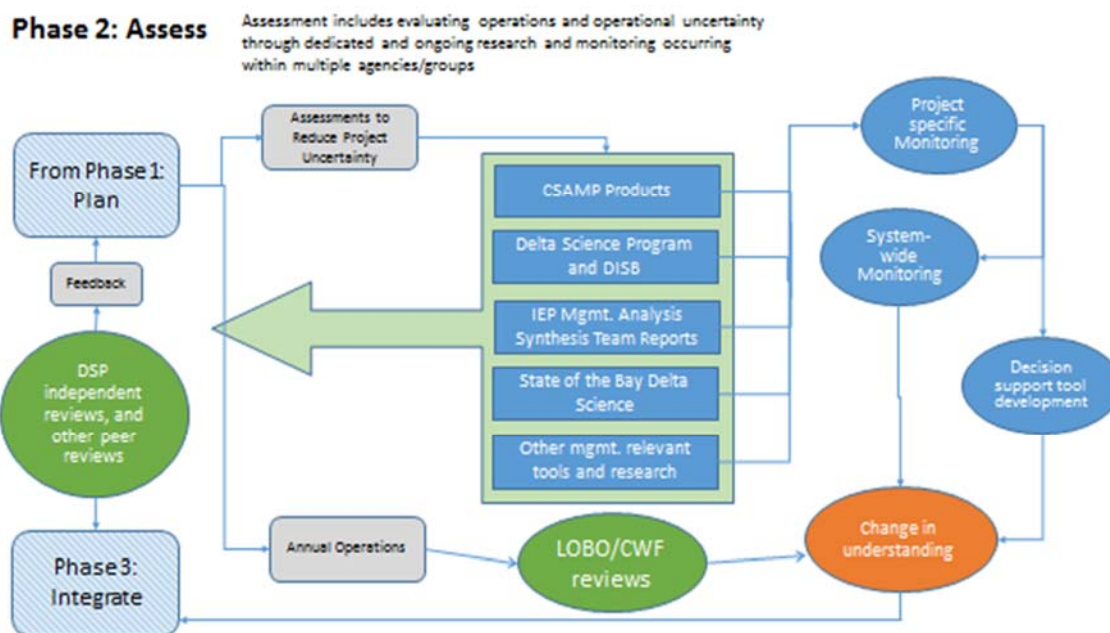 Phase 2: Assess
Assessment includes evaluating operations and operational uncertainty
through dedicated and ongoing research and monitoring occurring
within multiple agencies/groups
From Phase 1:
Plan
Assessments to
Reduce Project
Uncertainty
Project
specific
Monitoring
CSAMP Products
Delta Science Program
and DISB
System-
wide
Monitoring
Feedback
IEP Mgmt. Analysis
Synthesis Team Reports
DSP
independent
reviews, and
other peer
reviews
State of the Bay Delta
Science
Decision
support tool
development
Other mgmt. relevant
tools and research
Annual Operations
LOBO/CWF
reviews
Change in
understanding
Phase 3:
Integrate